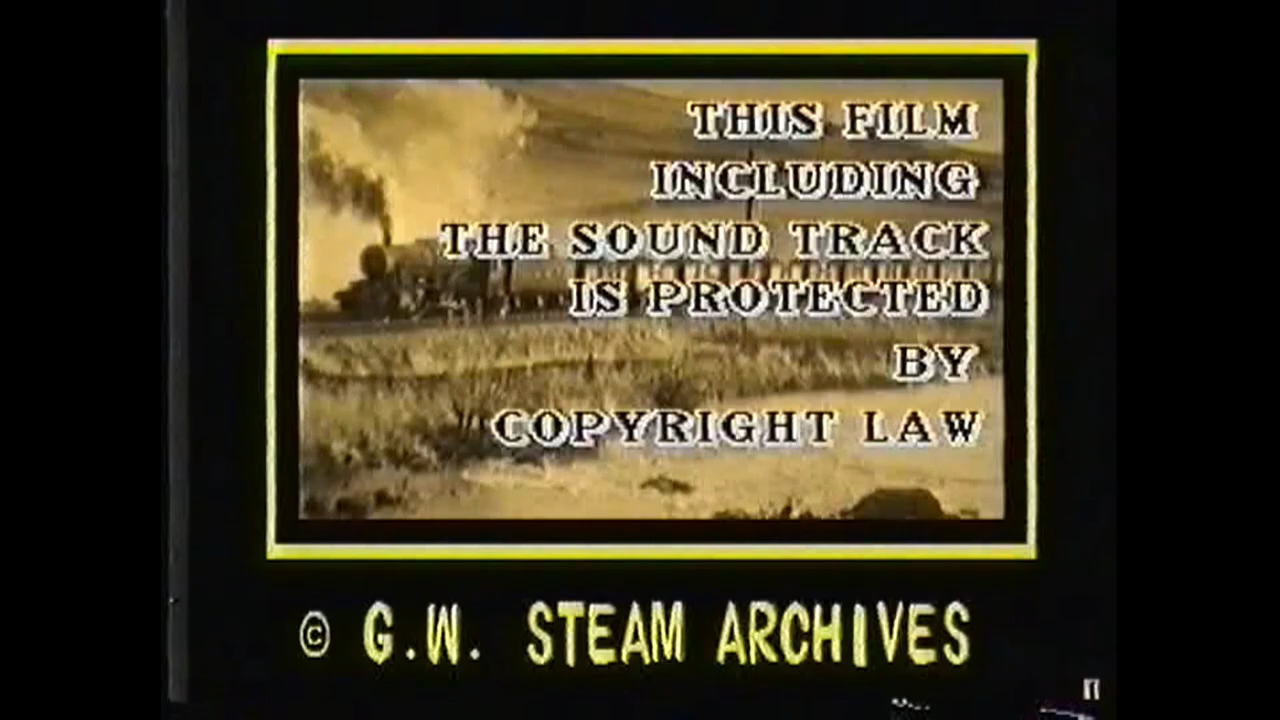 THIS FILM
INCLUDING
THE SOUND TRACK
IS PROTECTED
BY
COPYRIGHT LAW
© G.W. STEAM ARCHIVES